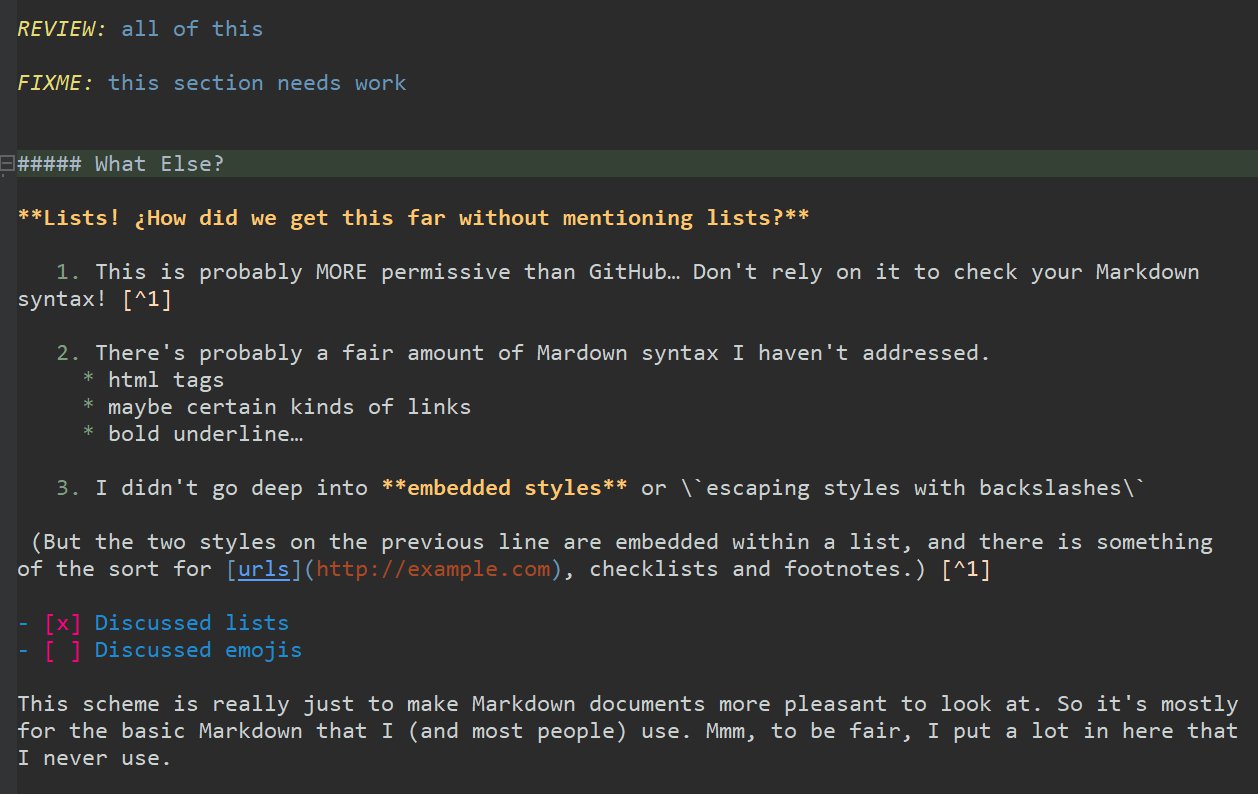 REVIEW: all of this
FIXME: this section needs work
##### What Else?
**Lists! ¿How did we get this far without mentioning lists?**
1. This is probably MORE permissive than GitHub… Don't rely on it to check your Markdown
syntax! [^1]
2. There's probably a fair amount of Mardown syntax I haven't addressed.
* html tags
* maybe certain kinds of links
* bold underline…
3. I didn't go deep into **embedded styles** or \`escaping styles with backslashes\`
(But the two styles on the previous line are embedded within a list, and there is something
of the sort for [urls](http://example.com), checklists and footnotes.) [^1]
- [x] Discussed lists
- [ ] Discussed emojis
This scheme is really just to make Markdown documents more pleasant to look at. So it's mostly
for the basic Markdown that I (and most people) use. Mmm, to be fair, I put a lot in here that
I never use.